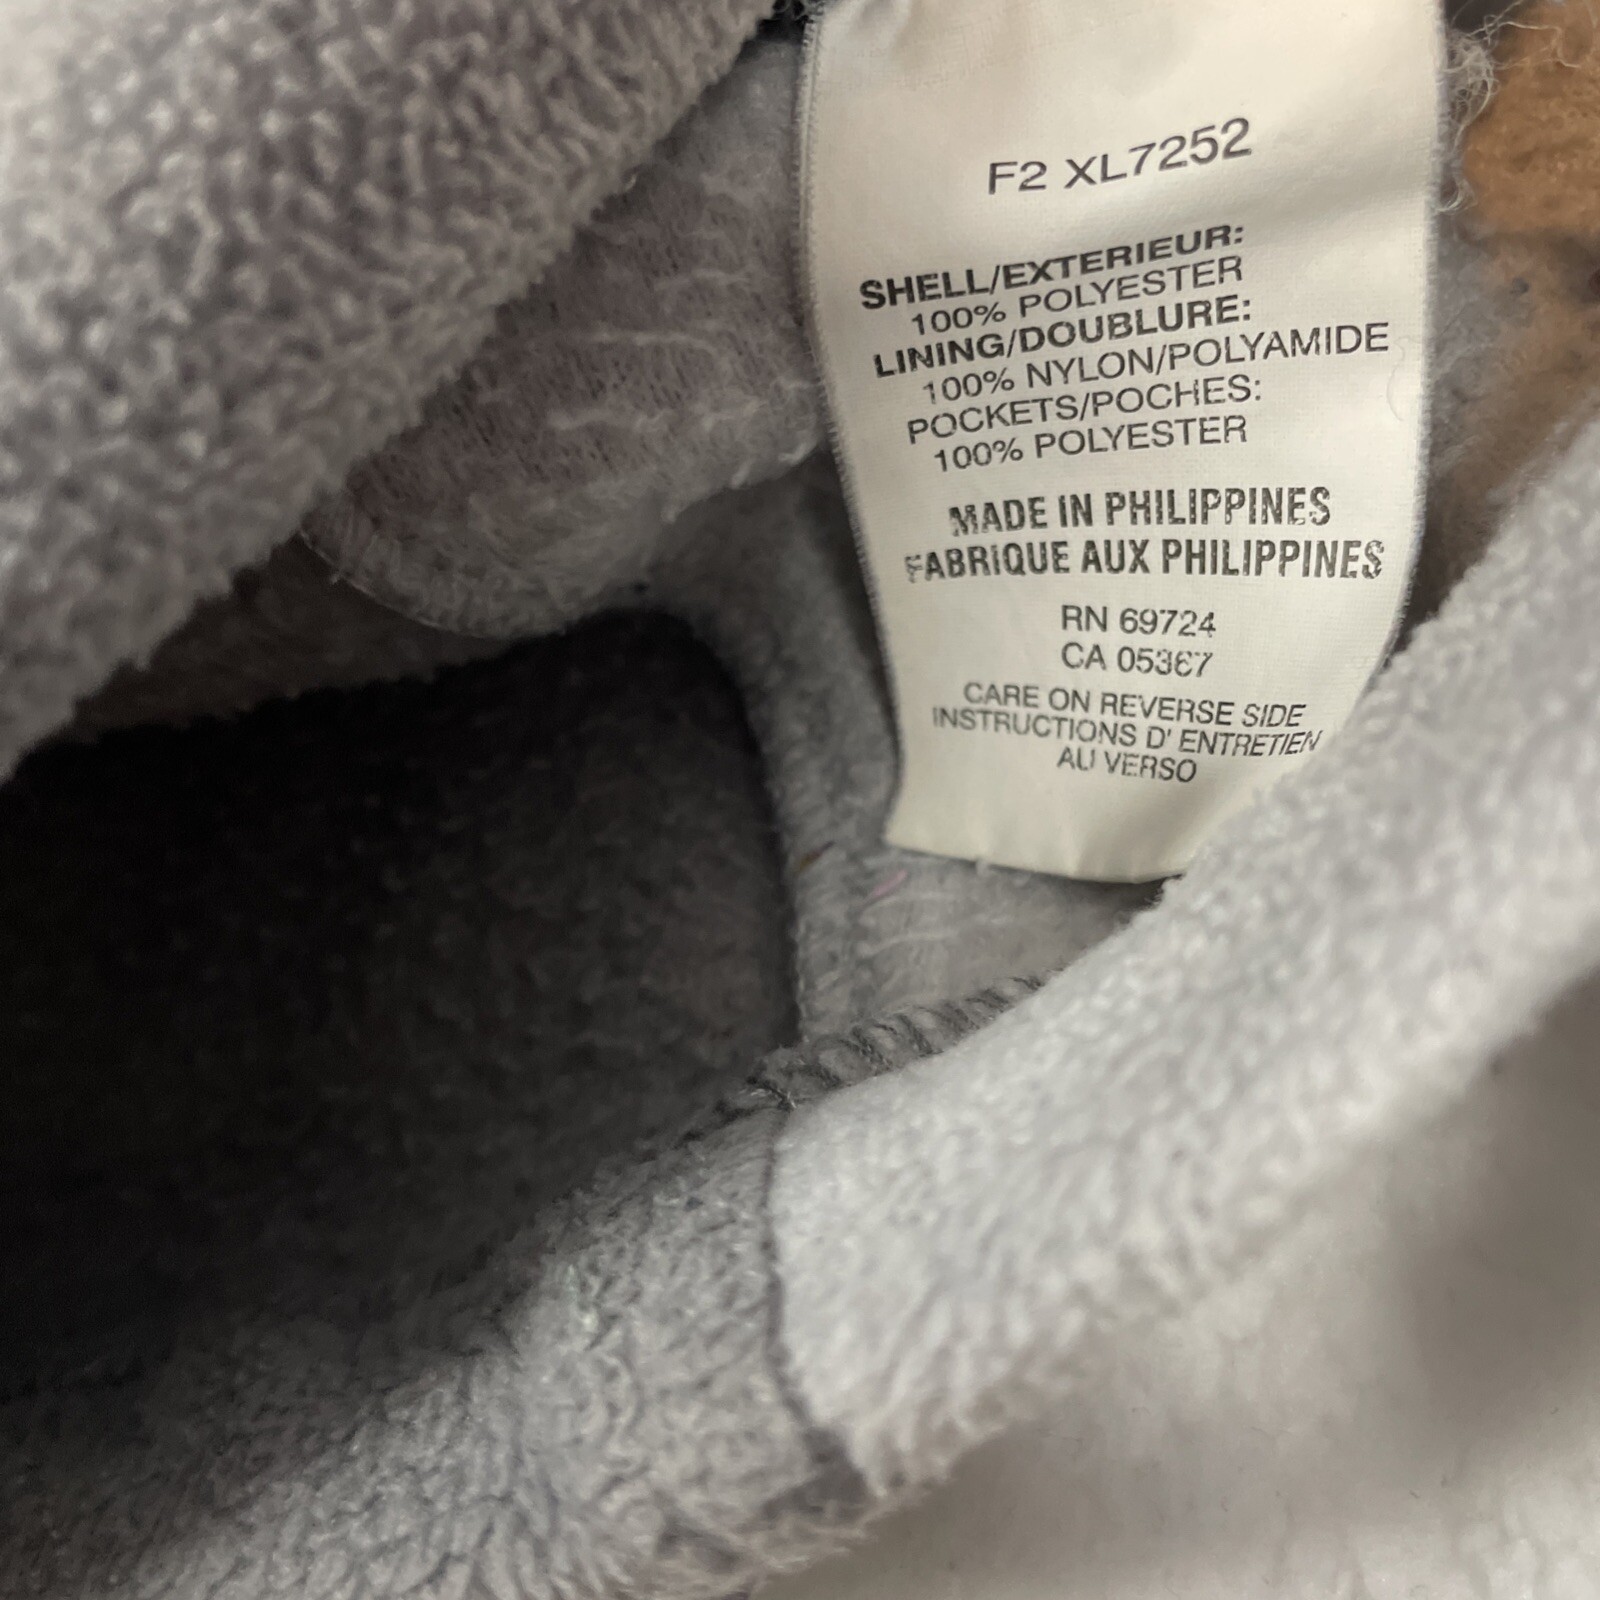 F2 XL7252
SHELL/EXTERIEUR:
100% POLYESTER
LINING/DOUBLURE:
100% NYLON/POLYAMIDE
POCKETS/POCHES:
100% POLYESTER
MADE IN PHILIPPINES
FABRIQUE AUX PHILIPPINES
RN 69724
CA 05367
CARE ON REVERSE SIDE
INSTRUCTIONS D' ENTRETIEN
AU VERSO